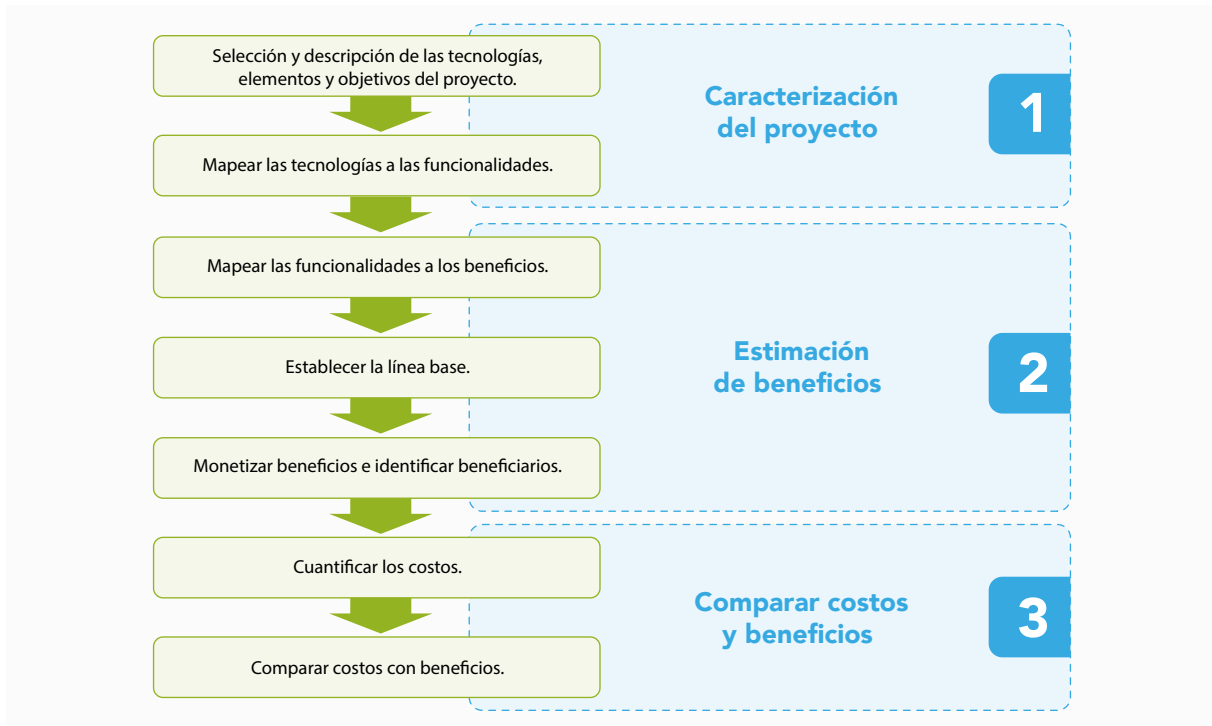 Selección y descripción de las tecnologías,
elementos y objetivos del proyecto.
Mapear las tecnologías a las funcionalidades.
Caracterización
del proyecto
1
Mapear las funcionalidades a los beneficios.
Establecer la línea base.
Monetizar beneficios e identificar beneficiarios.
Estimación
de beneficios
2
Cuantificar los costos.
Comparar costos con beneficios.
Comparar costos
y beneficios
3